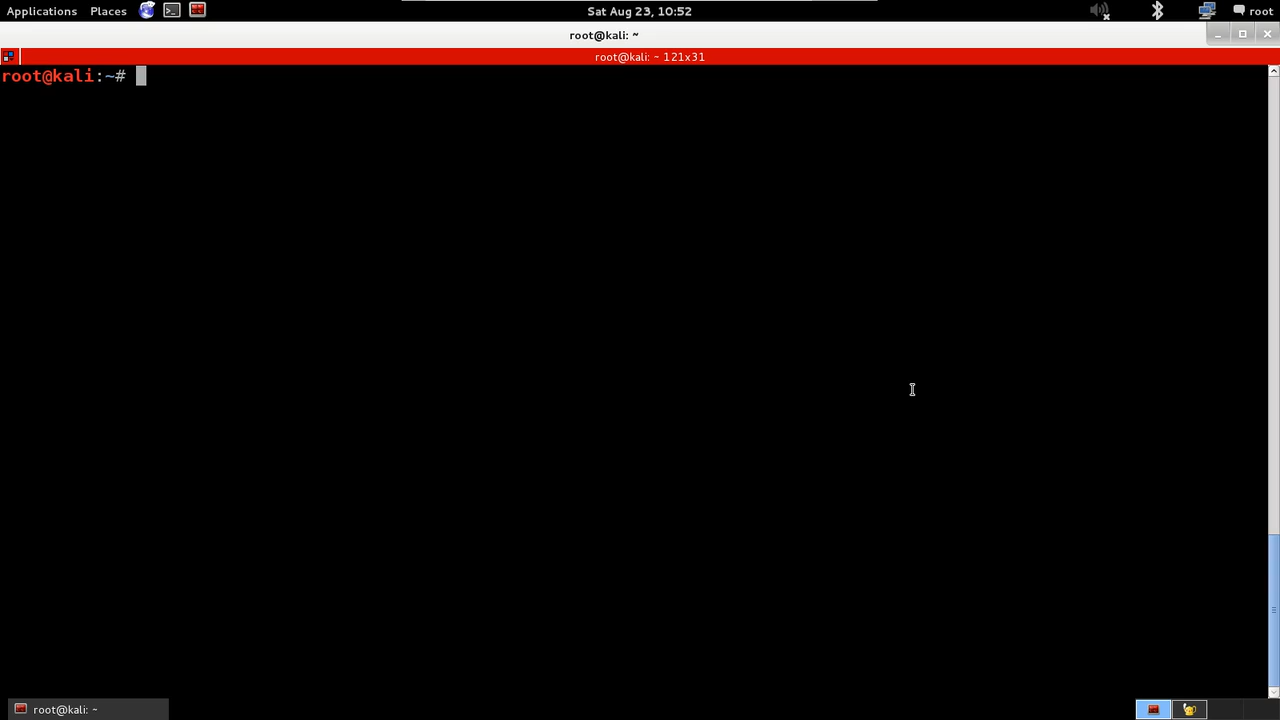 Applications Places Sat Aug 23, 10:52 root
root@kali: ~
root@kali: ~ 121x31
root@kali:~#
root@kali: ~